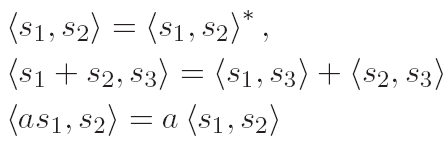 ⟨s₁, s₂⟩ = ⟨s₁, s₂⟩* ,
⟨s₁ + s₂, s₃⟩ = ⟨s₁, s₃⟩ + ⟨s₂, s₃⟩
⟨as₁, s₂⟩ = a ⟨s₁, s₂⟩